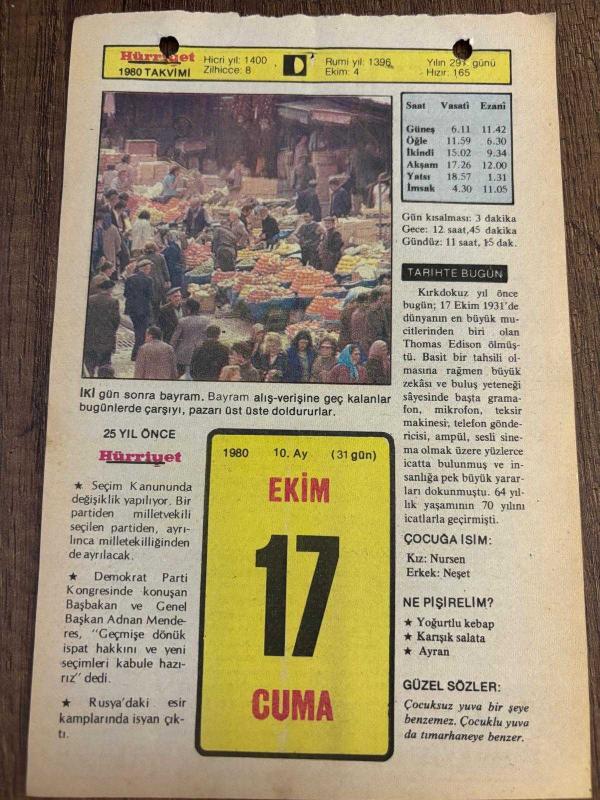 Hürriyet
1980 TAKVİMİ
Hicri yıl: 1400
Zilhicce: 8
Rumi yıl: 1396
Ekim: 4
Yılın 291. günü
Hızır: 165
Saat Vasati Ezani
Güneş 6.11 11.42
Öğle 11.59 6.30
İkindi 15.02 9.34
Akşam 17.26 12.00
Yatsı 18.57 1.31
İmsak 4.30 11.05
Gün kısalması: 3 dakika
Gece: 12 saat,45 dakika
Gündüz: 11 saat, 15 dak.
İKİ gün sonra bayram. Bayram alış-verişine geç kalanlar
bugünlerde çarşıyı, pazarı üst üste doldururlar.
25 YIL ÖNCE
Hürriyet
★ Seçim Kanununda
değişiklik yapılıyor. Bir
partiden milletvekili
seçilen partiden, ayrı-
lınca milletekilliğinden
de ayrılacak.
★ Demokrat Parti
Kongresinde konuşan
Başbakan ve Genel
Başkan Adnan Mende-
res, "Geçmişe dönük
ispat hakkını ve yeni
seçimleri kabule hazı-
rız" dedi.
★ Rusya'daki esir
kamplarında isyan çık-
tı.
1980 10. Ay (31 gün)
EKİM
17
CUMA
TARİHTE BUGÜN
Kırkdokuz yıl önce
bugün; 17 Ekim 1931'de
dünyanın en büyük mu-
citlerinden biri olan
Thomas Edison ölmüş-
tü. Basit bir tahsili ol-
masına rağmen büyük
zekâsı ve buluş yeteneği
sâyesinde başta grama-
fon, mikrofon, teksir
makinesi; telefon gönde-
ricisi, ampül, sesli sine-
ma olmak üzere yüzlerce
icatta bulunmuş ve in-
sanlığa pek büyük yarar-
ları dokunmuştu. 64 yıl-
lık yaşamının 70 yılını
icatlarla geçirmişti.
ÇOCUĞA İSİM:
Kız: Nursen
Erkek: Neşet
NE PİŞİRELİM?
★ Yoğurtlu kebap
★ Karışık salata
★ Ayran
GÜZEL SÖZLER:
Çocuksuz yuva bir şeye
benzemez. Çocuklu yuva
da tımarhaneye benzer.